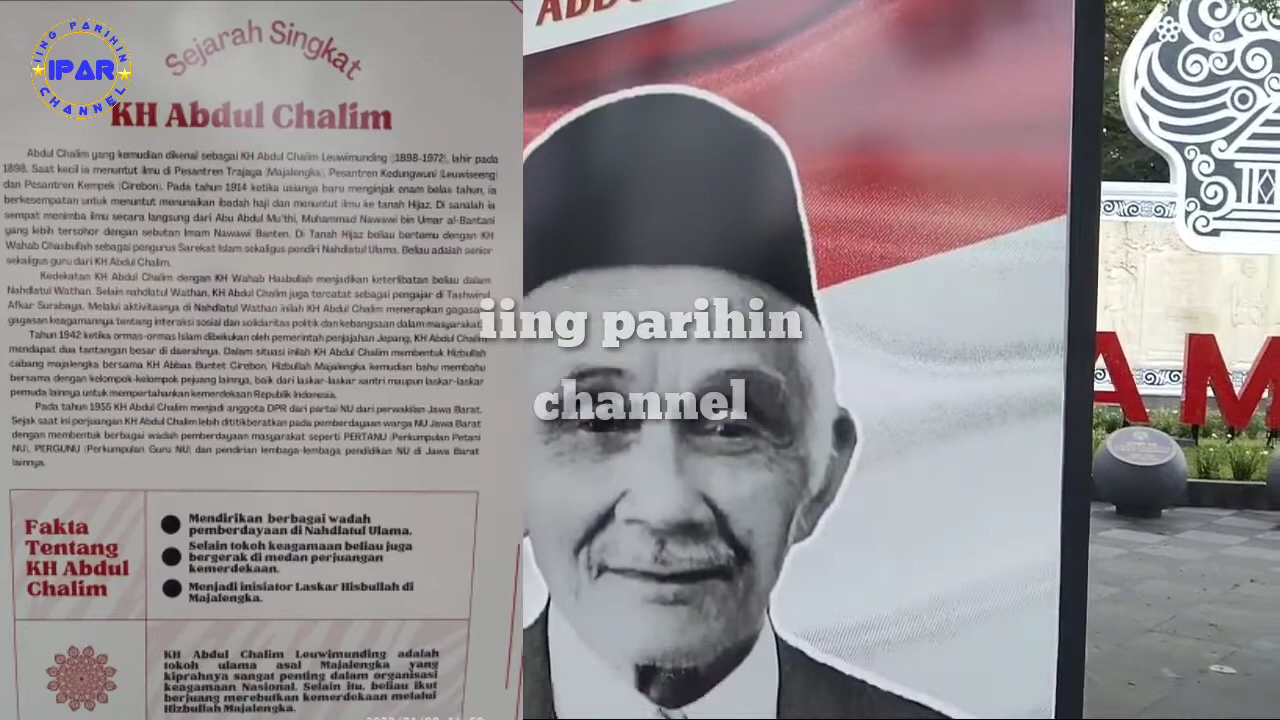 IING PARIHIN
IPAR
CHANNEL
Sejarah Singkat
KH Abdul Chalim
Abdul Chalim yang kemudian dikenal sebagai KH Abdul Chalim Leuwimunding (1898-1972), lahir pada
1898. Saat kecil ia menuntut ilmu di Pesantren Trajaya (Majalengka), Pesantren Kedungwuni (Leuwiseeng)
dan Pesantren Kempek (Cirebon). Pada tahun 1914 ketika usianya baru menginjak enam belas tahun, ia
berkesempatan untuk menuntut menunaikan ibadah haji dan menuntut ilmu ke tanah Hijaz. Di sanalah ia
sempat menimba ilmu secara langsung dari Abu Abdul Mu'thi, Muhammad Nawawi bin Umar al-Bantani
yang lebih tersohor dengan sebutan Imam Nawawi Banten. Di Tanah Hijaz beliau bertemu dengan KH
Wahab Chasbullah sebagai pengurus Sarekat Islam sekaligus pendiri Nahdlatul Ulama. Beliau adalah senior
sekaligus guru dari KH Abdul Chalim.
Kedekatan KH Abdul Chalim dengan KH Wahab Hasbullah menjadikan keterlibatan beliau dalam
Nahdlatul Wathan. Selain nahdlatul Wathan, KH Abdul Chalim juga tercatat sebagai pengajar di Tashwirul
Afkar Surabaya. Melalui aktivitasnya di Nahdlatul Wathan inilah KH Abdul Chalim menerapkan gagasan-
gagasan keagamannya tentang interaksi sosial dan solidaritas politik dan kebangsaan dalam masyarakat.
Tahun 1942 ketika ormas-ormas Islam dibekukan oleh pemerintah penjajahan Jepang, KH Abdul Chalim
mendapat dua tantangan besar di daerahnya. Dalam situasi inilah KH Abdul Chalim membentuk Hizbullah
cabang majalengka bersama KH Abbas Buntet Cirebon. Hizbullah Majalengka kemudian bahu membahu
bersama dengan kelompok-kelompok pejuang lainnya, baik dari laskar-laskar santri maupun laskar-laskar
pemuda lainnya untuk mempertahankan kemerdekaan Republik Indonesia.
Pada tahun 1955 KH Abdul Chalim menjadi anggota DPR dari partai NU dari perwakilan Jawa Barat.
Sejak saat ini perjuangan KH Abdul Chalim lebih dititikberatkan pada pemberdayaan warga NU Jawa Barat
dengan membentuk berbagai wadah pemberdayaan masyarakat seperti PERTANU (Perkumpulan Petani
NU), PERGUNU (Perkumpulan Guru NU) dan pendirian lembaga-lembaga pendidikan NU di Jawa Barat
lainnya.
Fakta
Tentang
KH Abdul
Chalim
Mendirikan berbagai wadah
pemberdayaan di Nahdlatul Ulama.
Selain tokoh keagamaan beliau juga
bergerak di medan perjuangan
kemerdekaan.
Menjadi inisiator Laskar Hisbullah di
Majalengka.
KH Abdul Chalim Leuwimunding adalah
tokoh ulama asal Majalengka yang
kiprahnya sangat penting dalam organisasi
keagamaan Nasional. Selain itu, beliau ikut
berjuang merebutkan kemerdekaan melalui
Hizbullah Majalengka.
iing parihin
channel
AM